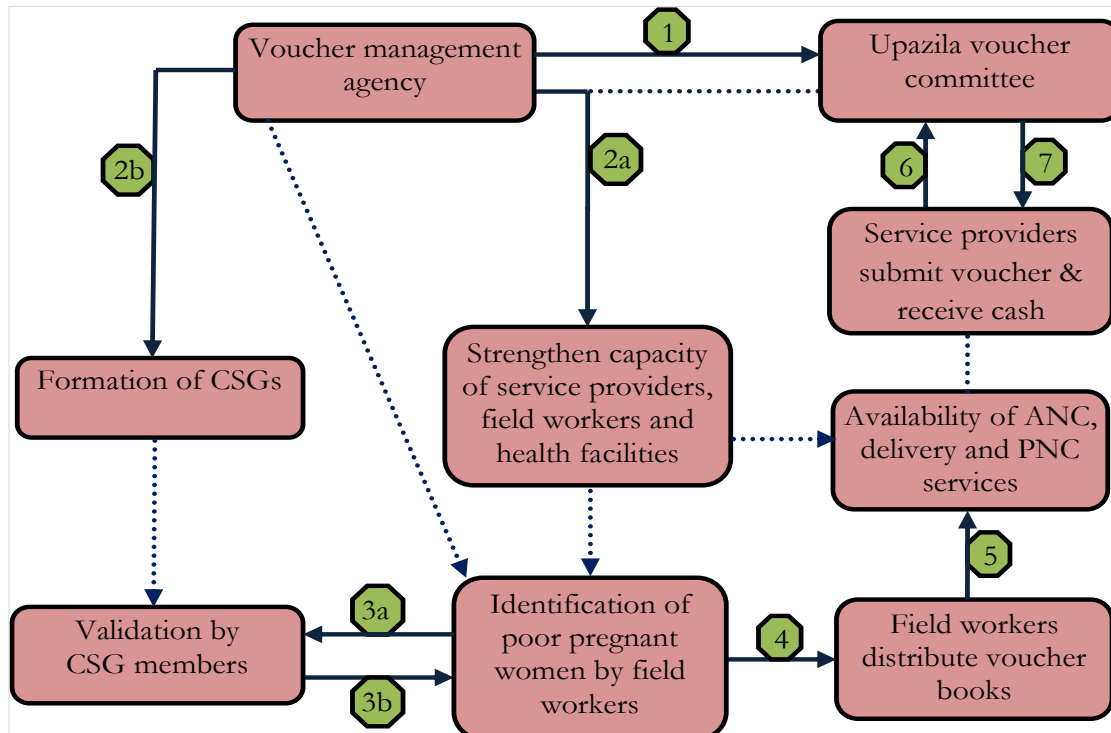 Voucher management
agency
1
Upazila voucher
committee
2b
2a
6
7
Service providers
submit voucher &
receive cash
Formation of CSGs
Strengthen capacity
of service providers,
field workers and
health facilities
Availability of ANC,
delivery and PNC
services
5
Validation by
CSG members
3a
3b
Identification of
poor pregnant
women by field
workers
4
Field workers
distribute voucher
books